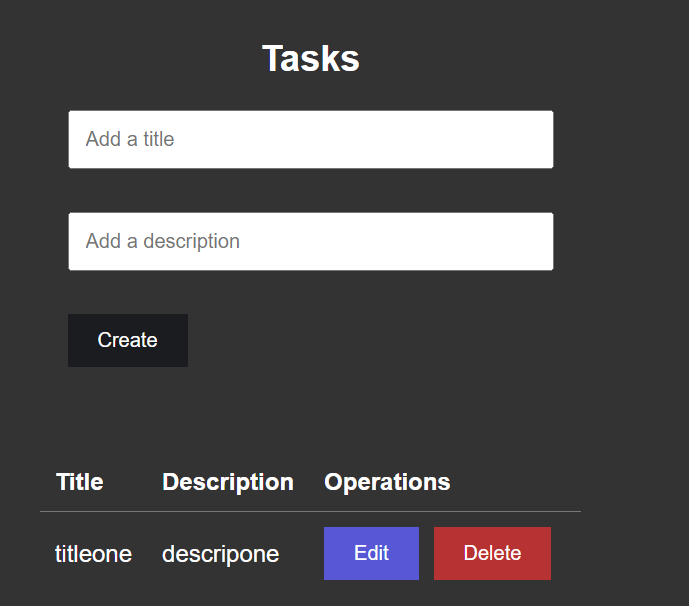 Tasks
Add a title
Add a description
Create
Title Description Operations
titleone descripone Edit Delete